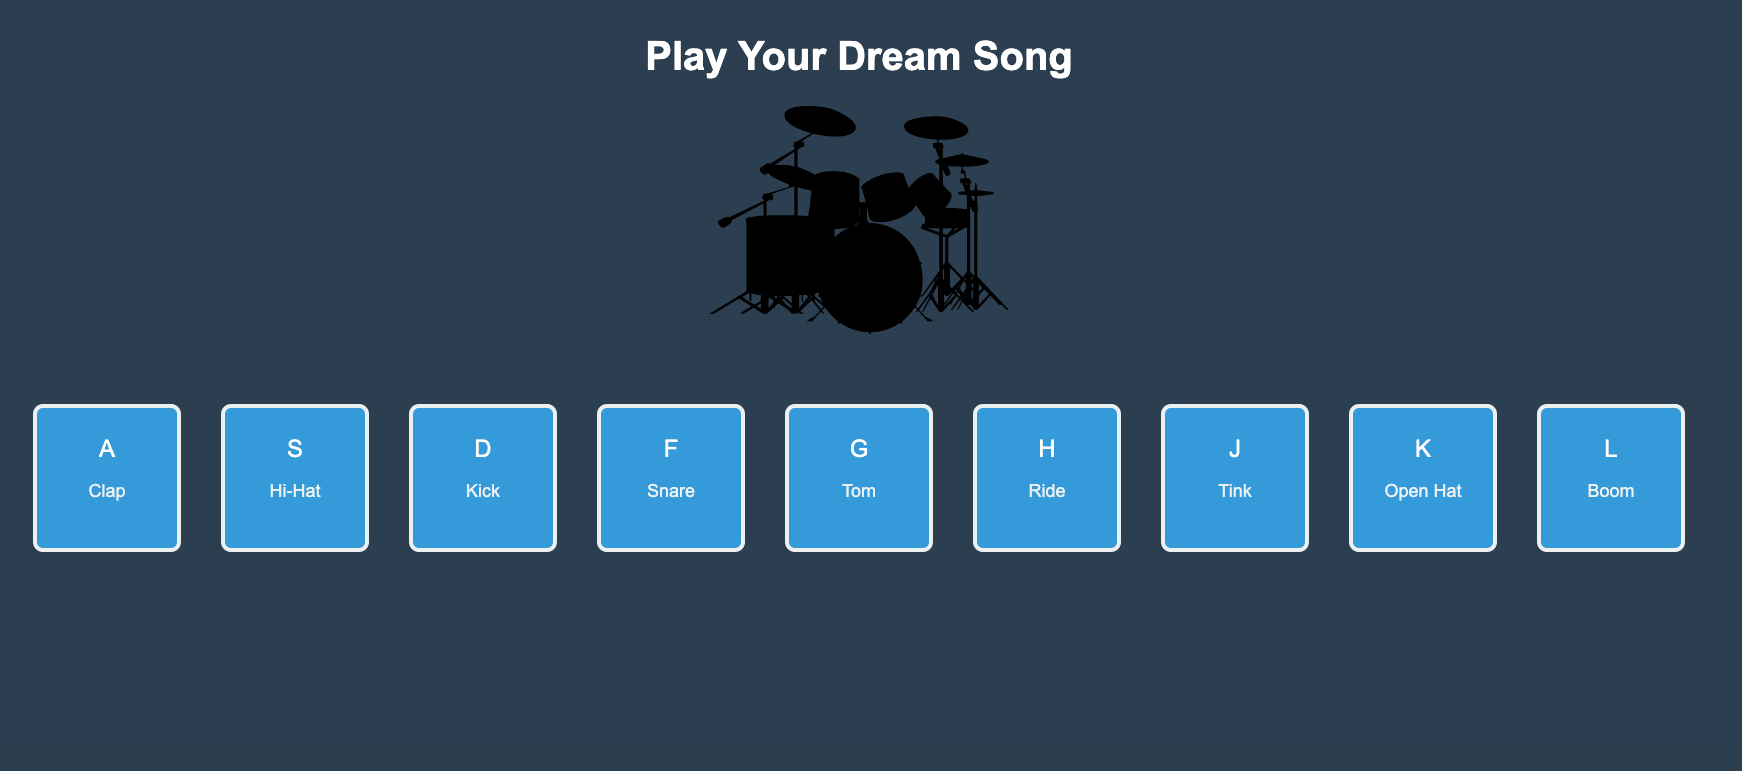 Play Your Dream Song
A
Clap
S
Hi-Hat
D
Kick
F
Snare
G
Tom
H
Ride
J
Tink
K
Open Hat
L
Boom